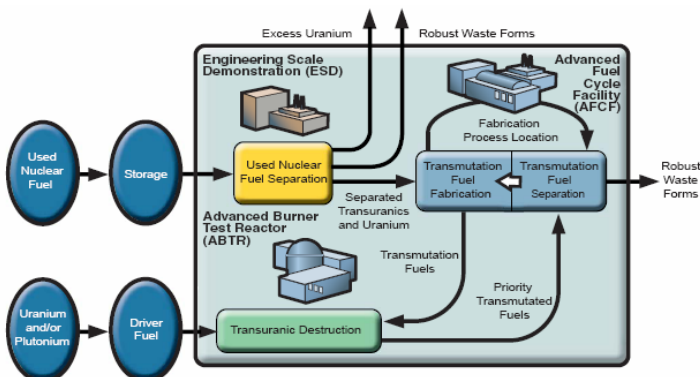 Excess Uranium
Robust Waste Forms
Engineering Scale
Demonstration (ESD)
Advanced
Fuel
Cycle
Facility
(AFCF)
Fabrication
Process Location
Used
Nuclear
Fuel
Storage
Used Nuclear
Fuel Separation
Transmutation
Fuel
Fabrication
Transmutation
Fuel
Separation
Robust
Waste
Forms
Separated
Transuranics
and Uranium
Advanced Burner
Test Reactor
(ABTR)
Transmutation
Fuels
Priority
Transmutated
Fuels
Uranium
and/or
Plutonium
Driver
Fuel
Transuranic Destruction